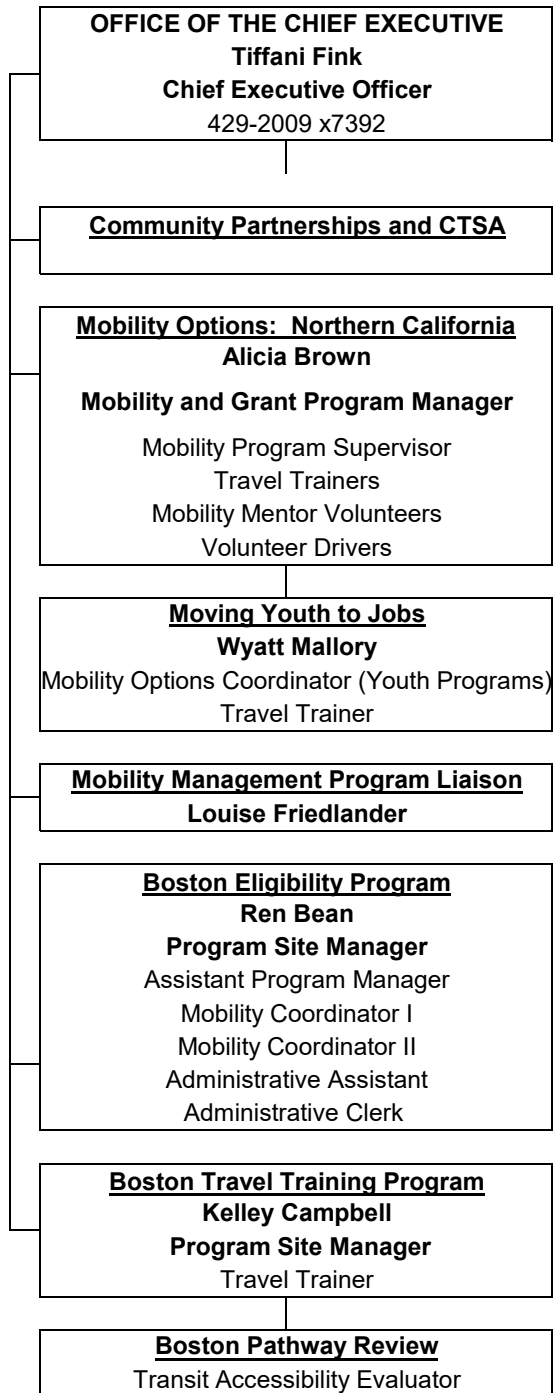 OFFICE OF THE CHIEF EXECUTIVE
Tiffani Fink
Chief Executive Officer
429-2009 x7392
Community Partnerships and CTSA
Mobility Options: Northern California
Alicia Brown
Mobility and Grant Program Manager
Mobility Program Supervisor
Travel Trainers
Mobility Mentor Volunteers
Volunteer Drivers
Moving Youth to Jobs
Wyatt Mallory
Mobility Options Coordinator (Youth Programs)
Travel Trainer
Mobility Management Program Liaison
Louise Friedlander
Boston Eligibility Program
Ren Bean
Program Site Manager
Assistant Program Manager
Mobility Coordinator I
Mobility Coordinator II
Administrative Assistant
Administrative Clerk
Boston Travel Training Program
Kelley Campbell
Program Site Manager
Travel Trainer
Boston Pathway Review
Transit Accessibility Evaluator